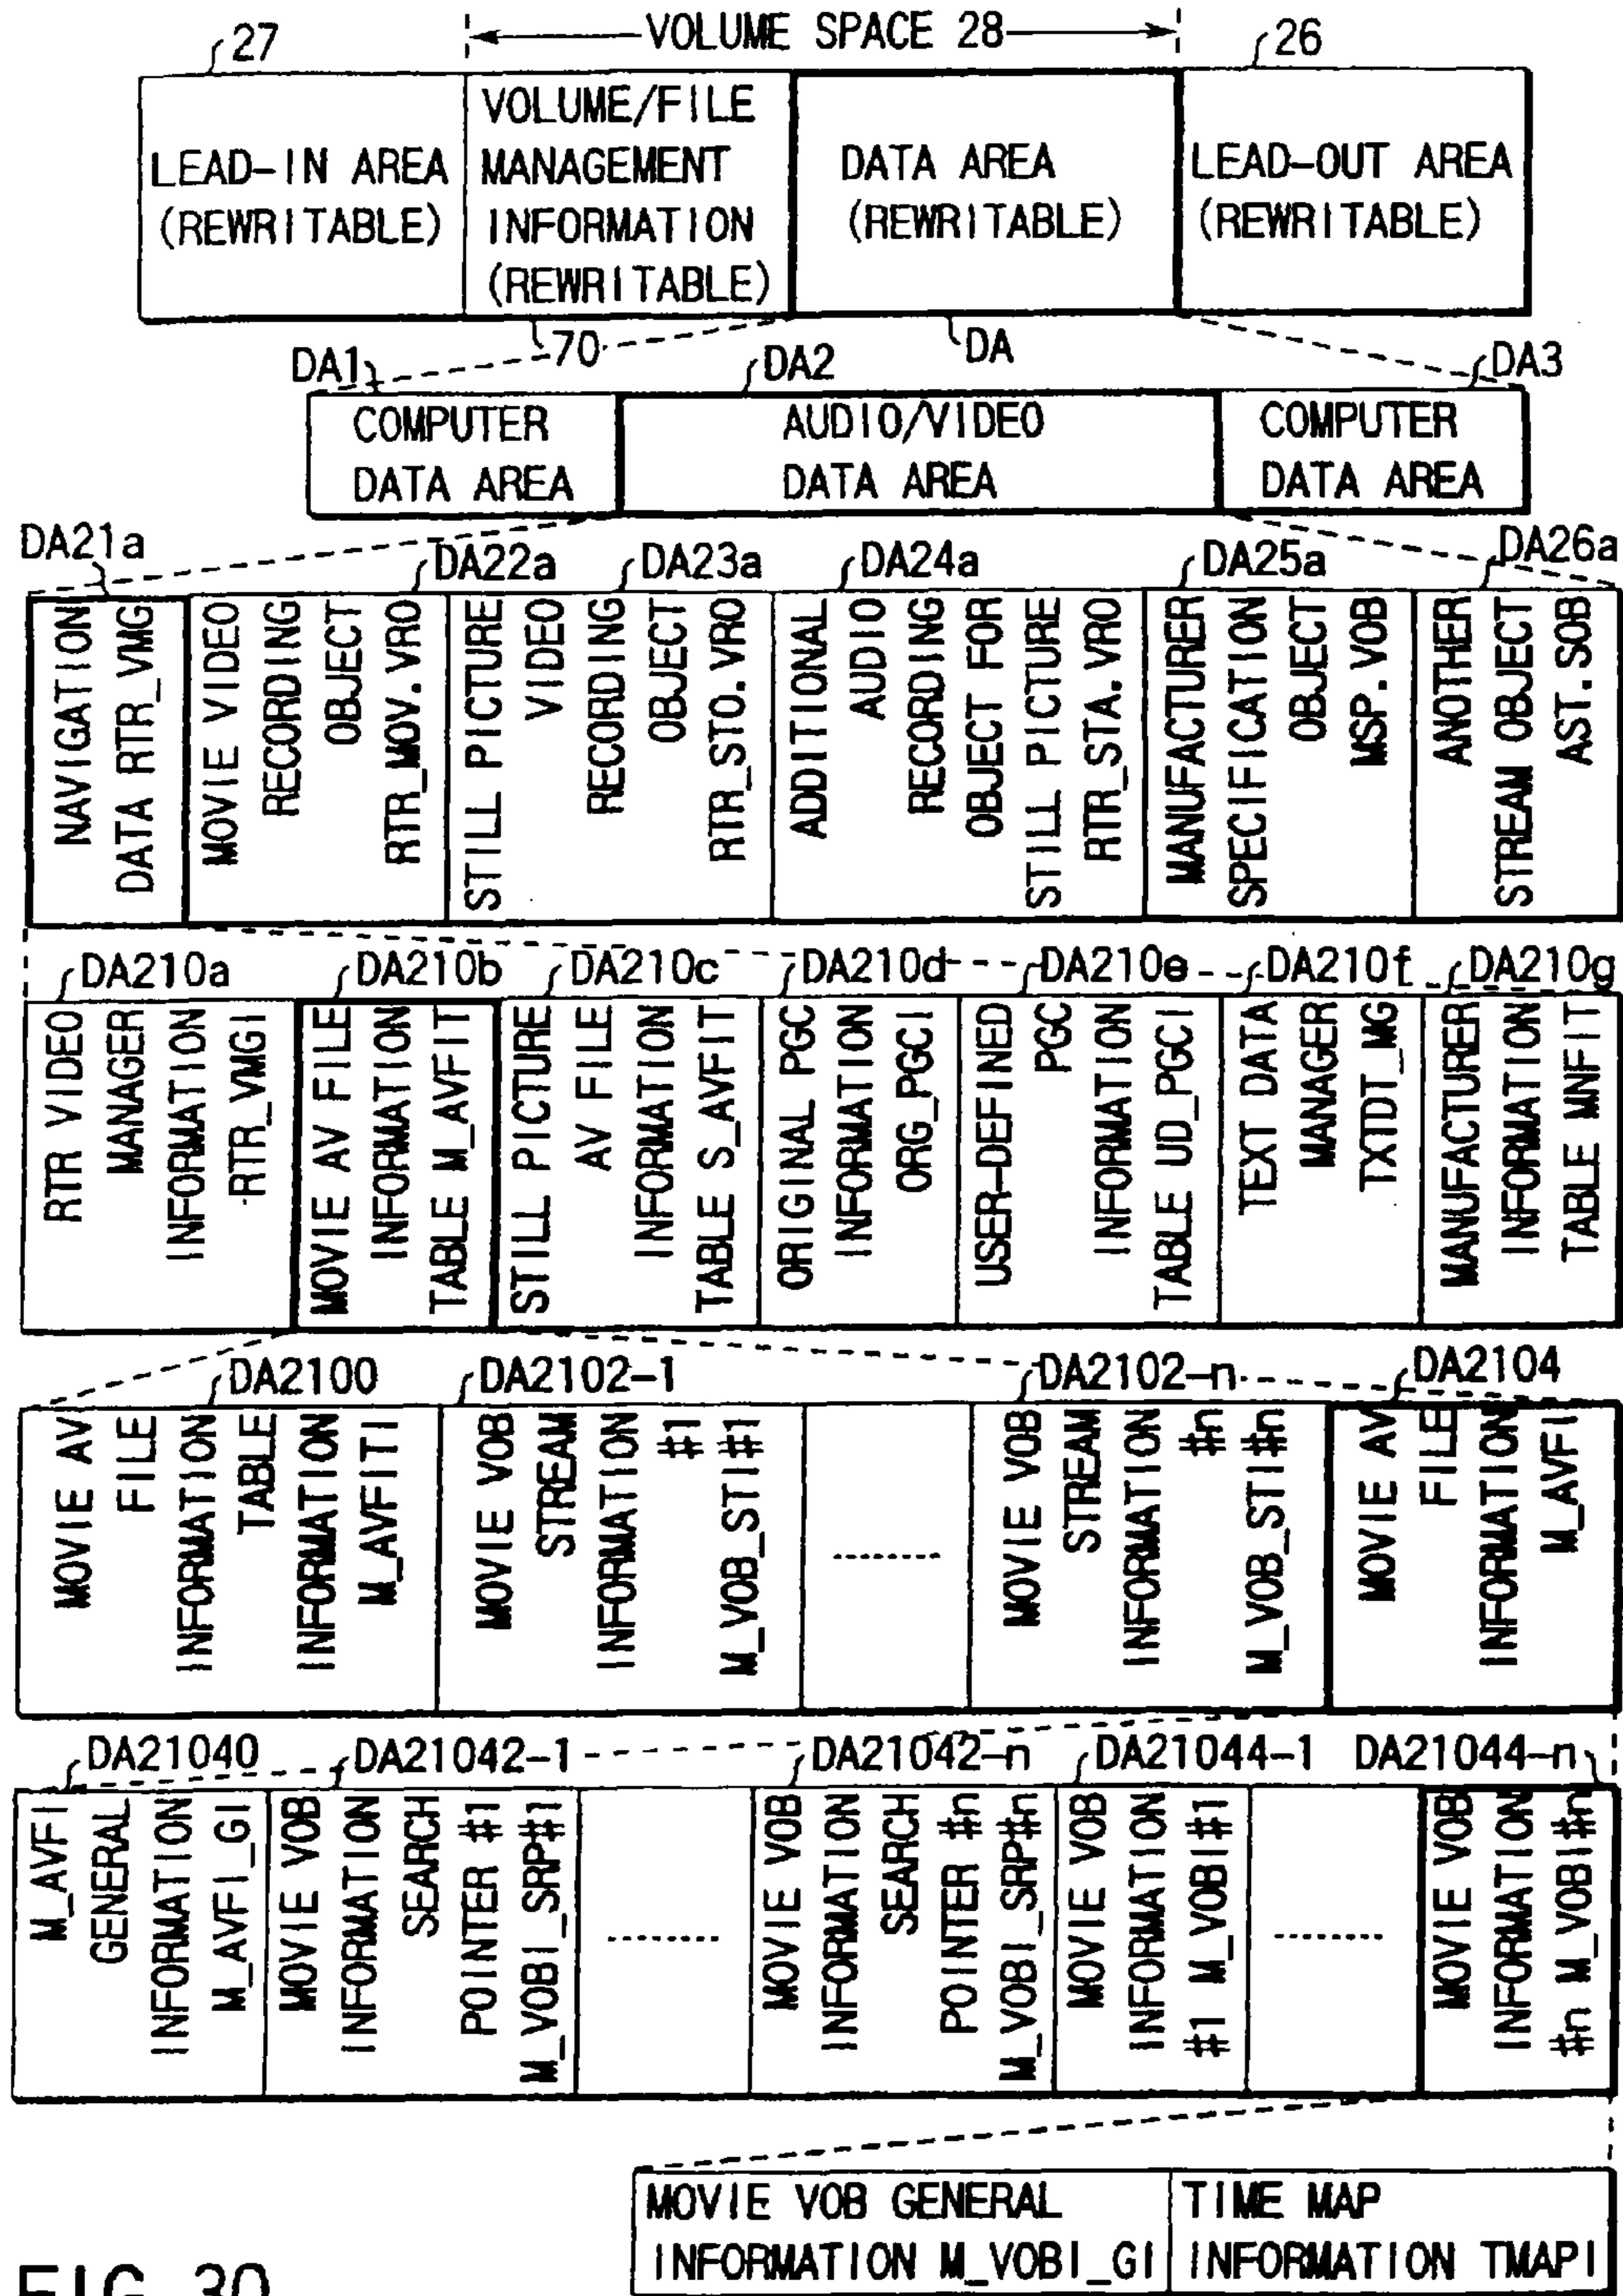 27
VOLUME SPACE 28
26
LEAD-IN AREA
(REWRITABLE)
VOLUME/FILE
MANAGEMENT
INFORMATION
(REWRITABLE)
DATA AREA
(REWRITABLE)
LEAD-OUT AREA
(REWRITABLE)
70
DA
DA1
DA2
DA3
COMPUTER
DATA AREA
AUDIO/VIDEO
DATA AREA
COMPUTER
DATA AREA
DA21a
DA22a
DA23a
DA24a
DA25a
DA26a
NAVIGATION
DATA RTR_VMG
MOVIE VIDEO
RECORDING
OBJECT
RTR_MOV.VRO
STILL PICTURE
VIDEO
RECORDING
OBJECT
RTR_STO.VRO
ADDITIONAL
AUDIO
RECORDING
OBJECT FOR
STILL PICTURE
RTR_STA.VRO
MANUFACTURER
SPECIFICATION
OBJECT
MSP.VOB
ANOTHER
STREAM OBJECT
AST.SOB
DA210a
DA210b
DA210c
DA210d
DA210e
DA210f
DA210g
RTR VIDEO
MANAGER
INFORMATION
RTR_VMGI
MOVIE AV FILE
INFORMATION
TABLE M_AVFIT
STILL PICTURE
AV FILE
INFORMATION
TABLE S_AVFIT
ORIGINAL PGC
INFORMATION
ORG_PGCI
USER-DEFINED
PGC
INFORMATION
TABLE UD_PGCI
TEXT DATA
MANAGER
TXTDT_MG
MANUFACTURER
INFORMATION
TABLE MNFIT
DA2100
DA2102-1
DA2102-n
DA2104
MOVIE AV
FILE
INFORMATION
TABLE
INFORMATION
M_AVFITI
MOVIE VOB
STREAM
INFORMATION
#1
M_VOB_STI#1
MOVIE VOB
STREAM
INFORMATION
#n
M_VOB_STI#n
MOVIE AV
FILE
INFORMATION
M_AVFI
DA21040
DA21042-1
DA21042-n
DA21044-1
DA21044-n
M_AVFI
GENERAL
INFORMATION
M_AVFI_GI
MOVIE VOB
INFORMATION
SEARCH
POINTER #1
M_VOBI_SRP#1
MOVIE VOB
INFORMATION
SEARCH
POINTER #n
M_VOBI_SRP#n
MOVIE VOB
INFORMATION
#1 M_VOBI#1
MOVIE VOB
INFORMATION
#n M_VOBI#n
MOVIE VOB GENERAL
INFORMATION M_VOBI_GI
TIME MAP
INFORMATION TMAPI
FIG. 30